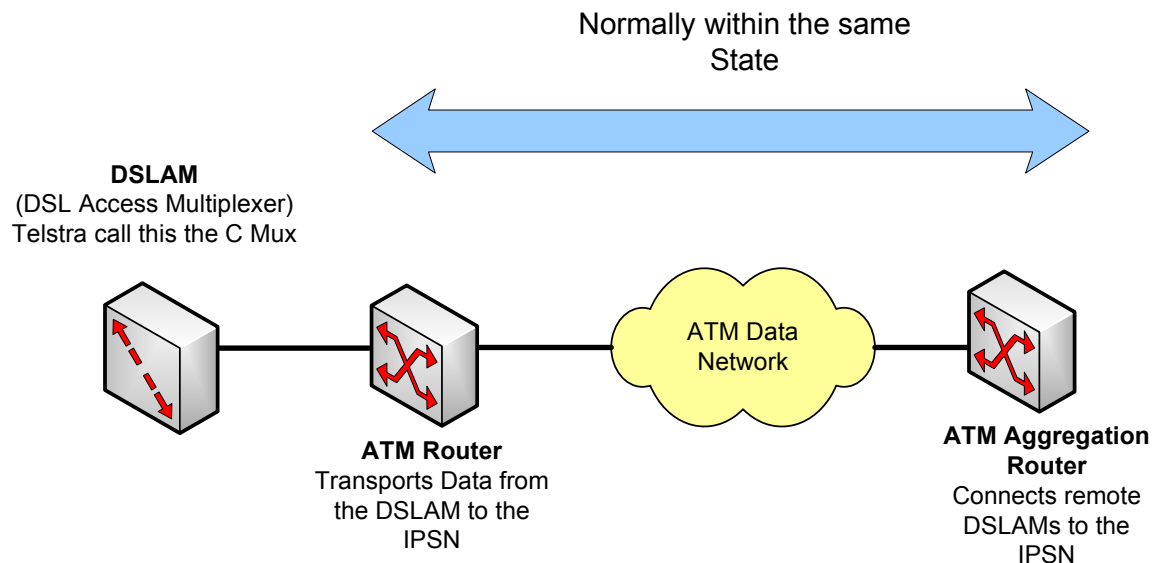 Normally within the same
State
DSLAM
(DSL Access Multiplexer)
Telstra call this the C Mux
ATM Data
Network
ATM Router
Transports Data from
the DSLAM to the
IPSN
ATM Aggregation
Router
Connects remote
DSLAMs to the
IPSN